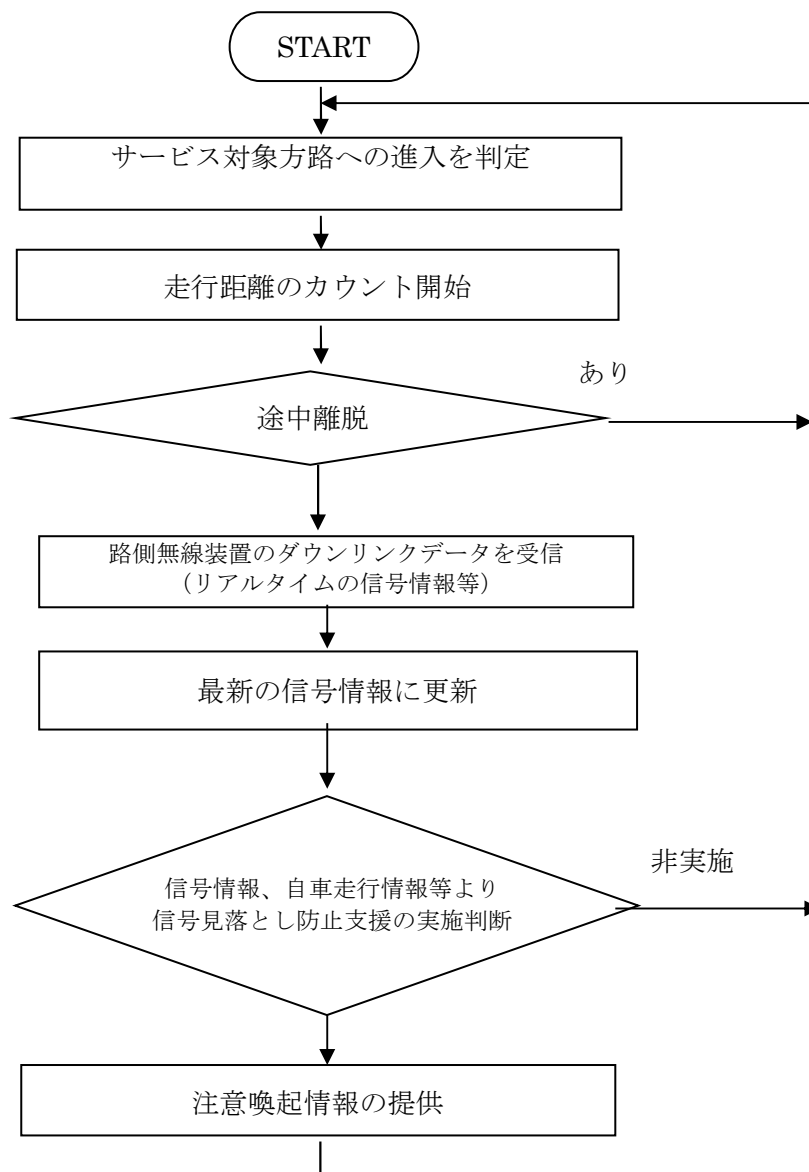 START
サービス対象方路への進入を判定
走行距離のカウント開始
あり
途中離脱
路側無線装置のダウンリンクデータを受信
（リアルタイムの信号情報等）
最新の信号情報に更新
非実施
信号情報、自車走行情報等より
信号見落とし防止支援の実施判断
注意喚起情報の提供